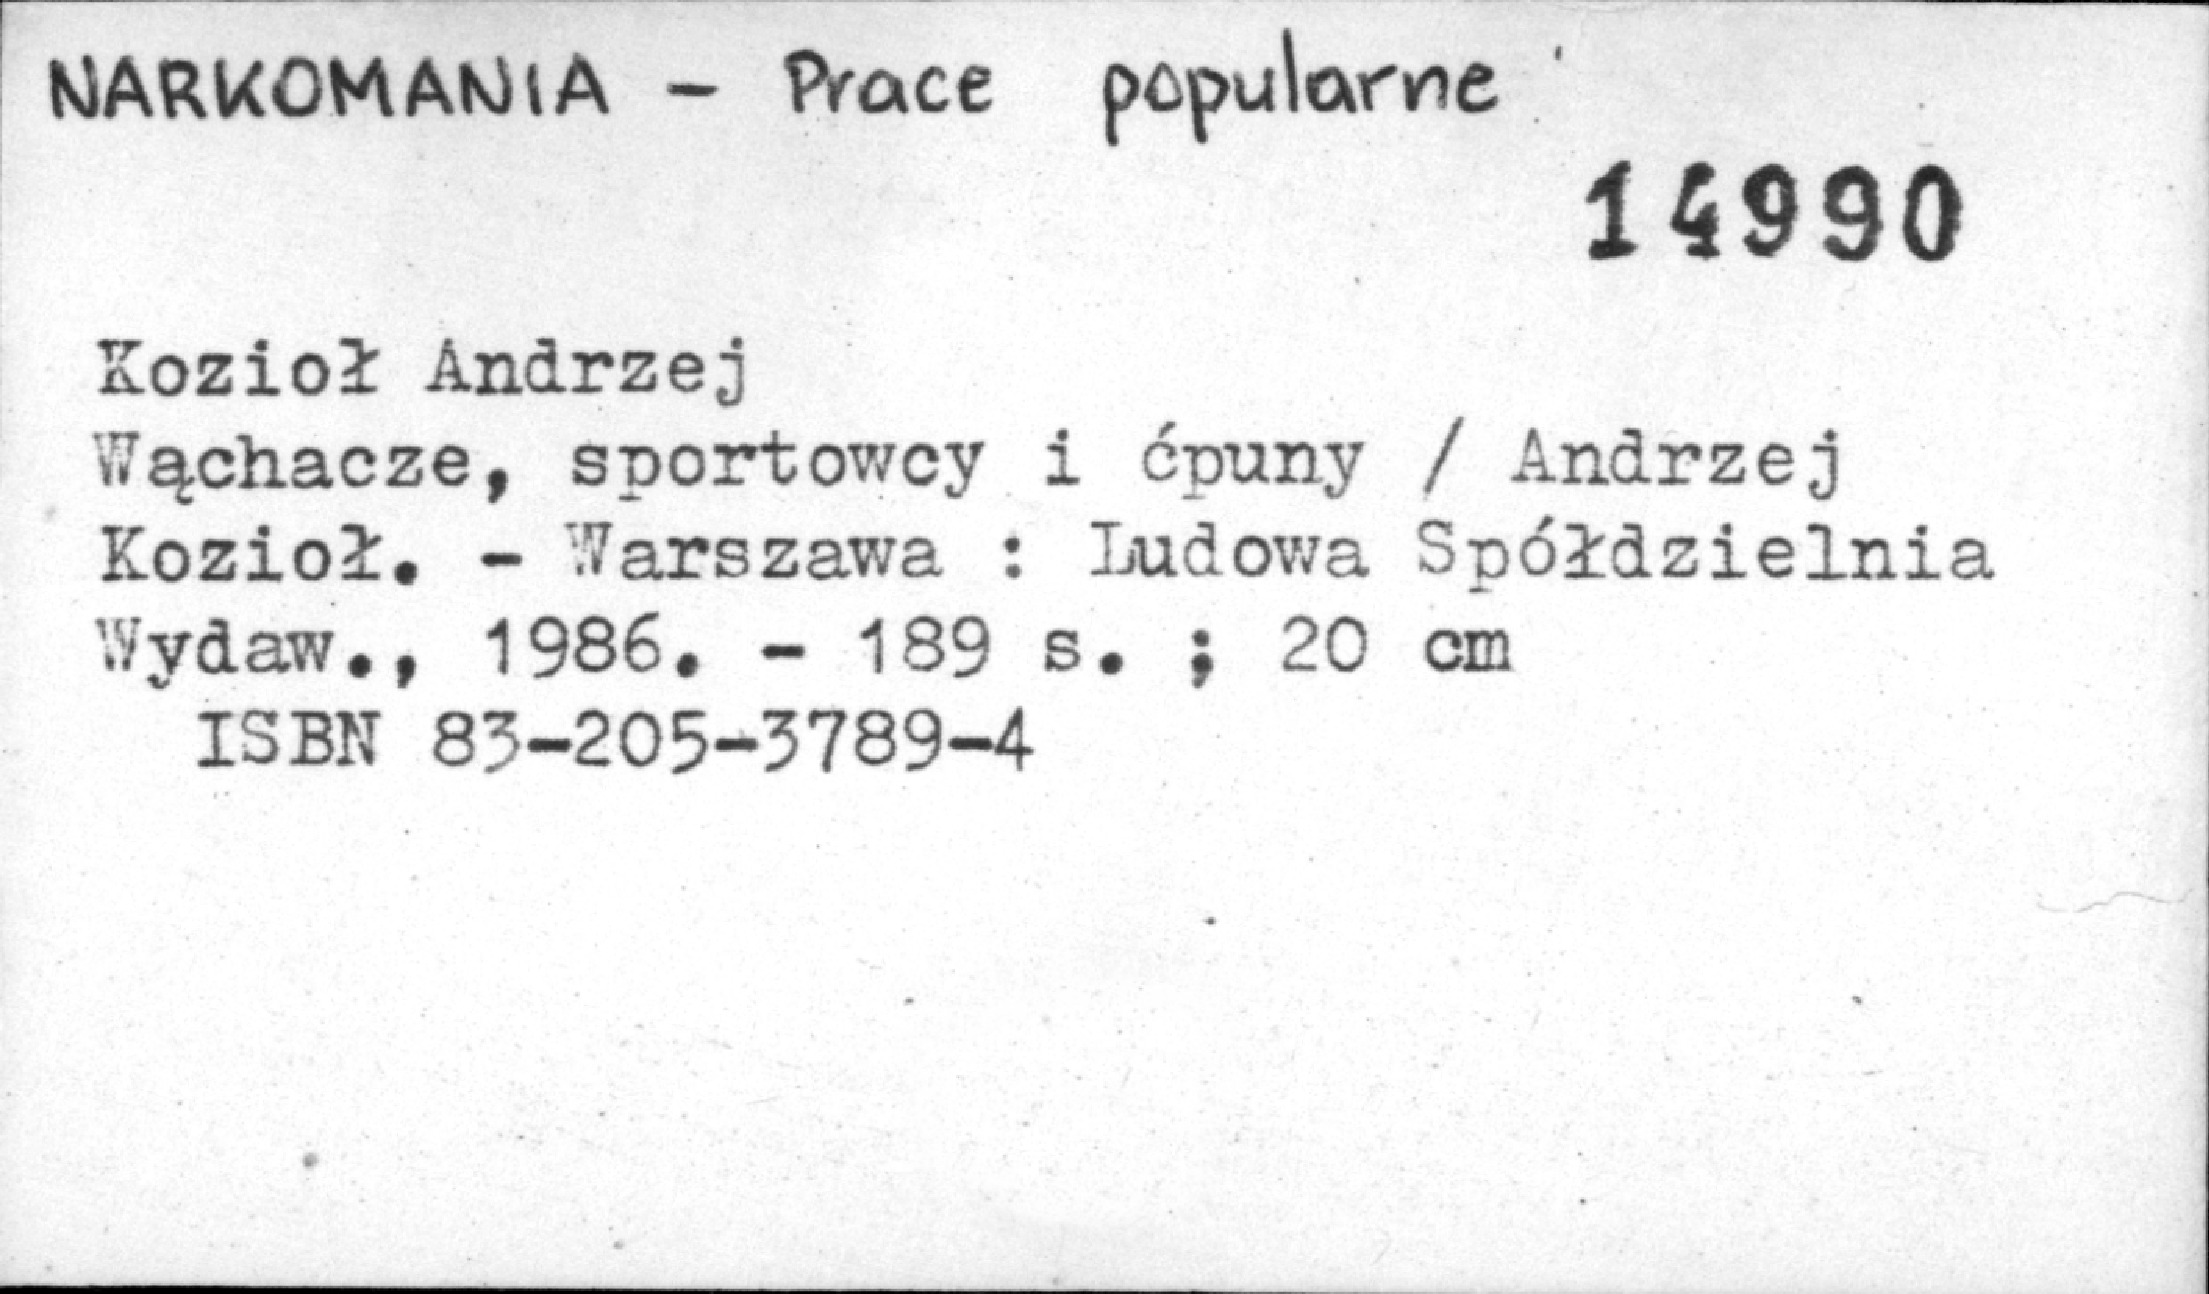 NARKOMANIA - Prace popularne
14990
Kozioł Andrzej
Wąchacze, sportowcy i ćpuny / Andrzej
Kozioł. - Warszawa : Ludowa Spółdzielnia
Wydaw., 1986. - 189 s. ; 20 cm
ISBN 83-205-3789-4